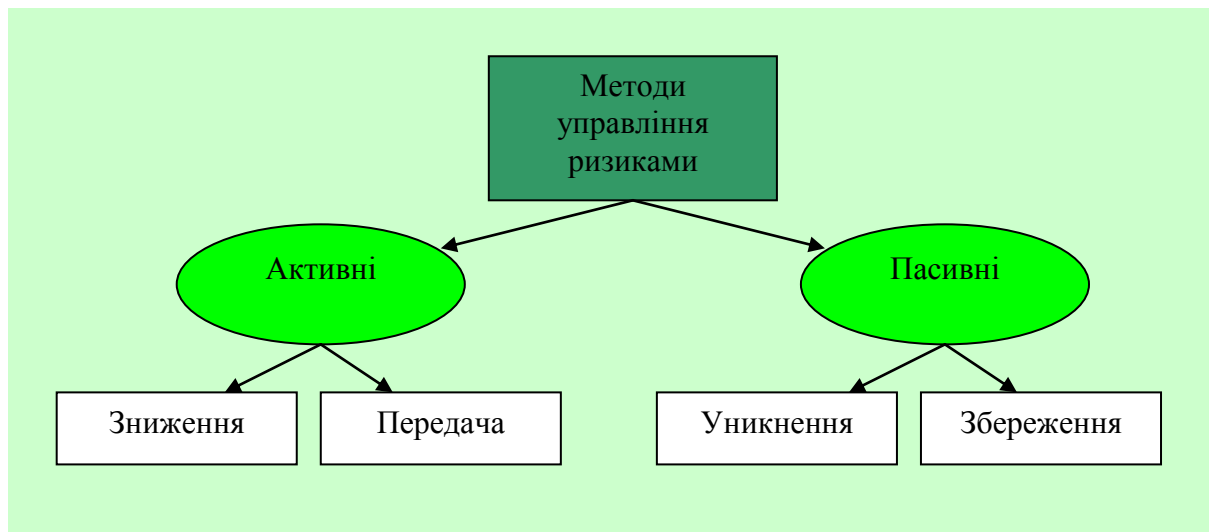 Методи
управління
ризиками
Активні
Пасивні
Зниження
Передача
Уникнення
Збереження